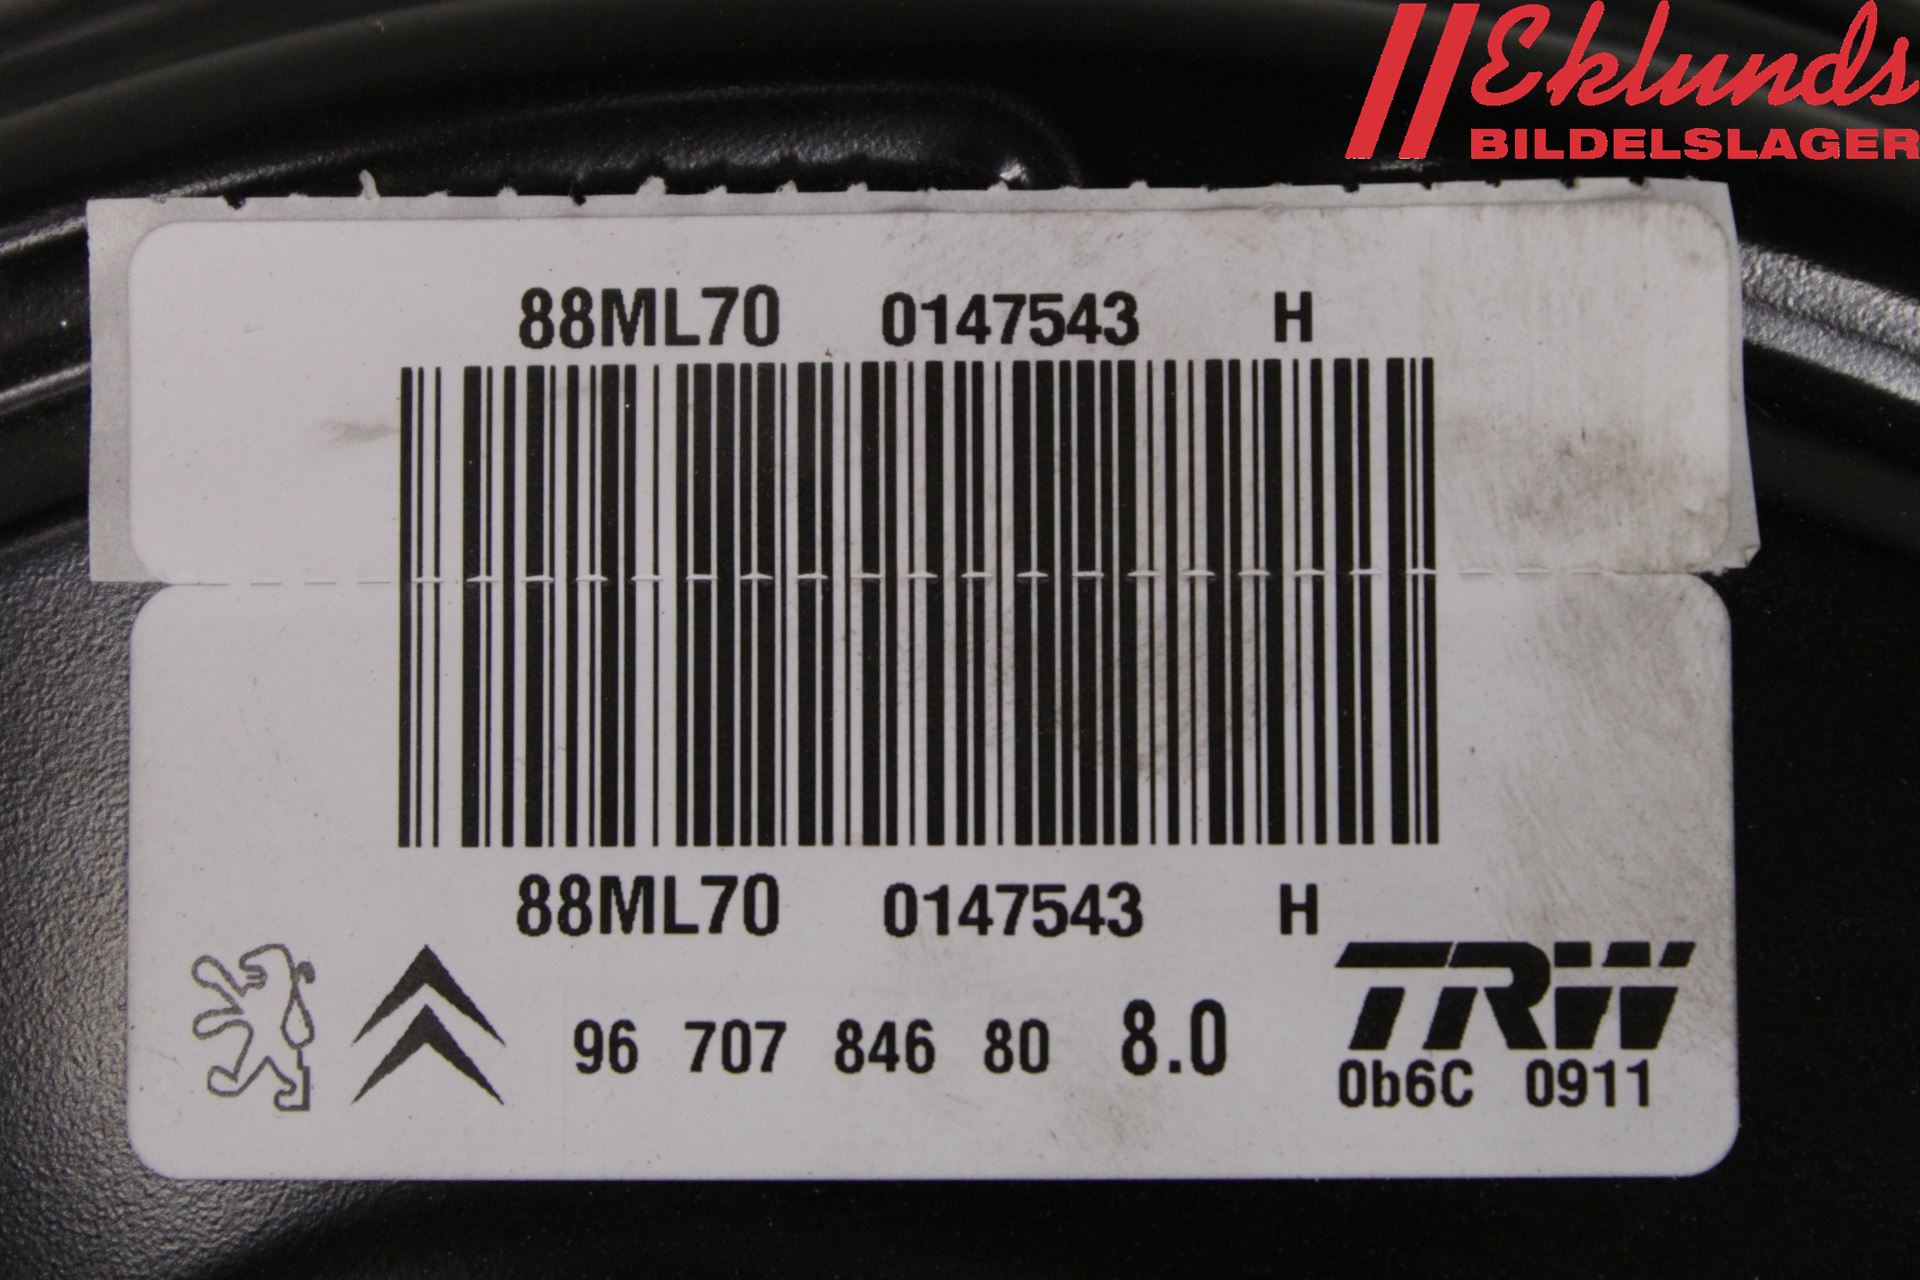 Eklunds
BILDELSLAGER
88ML70 0147543 H
88ML70 0147543 H
96 707 846 80 8.0
TRW
0b6C 0911